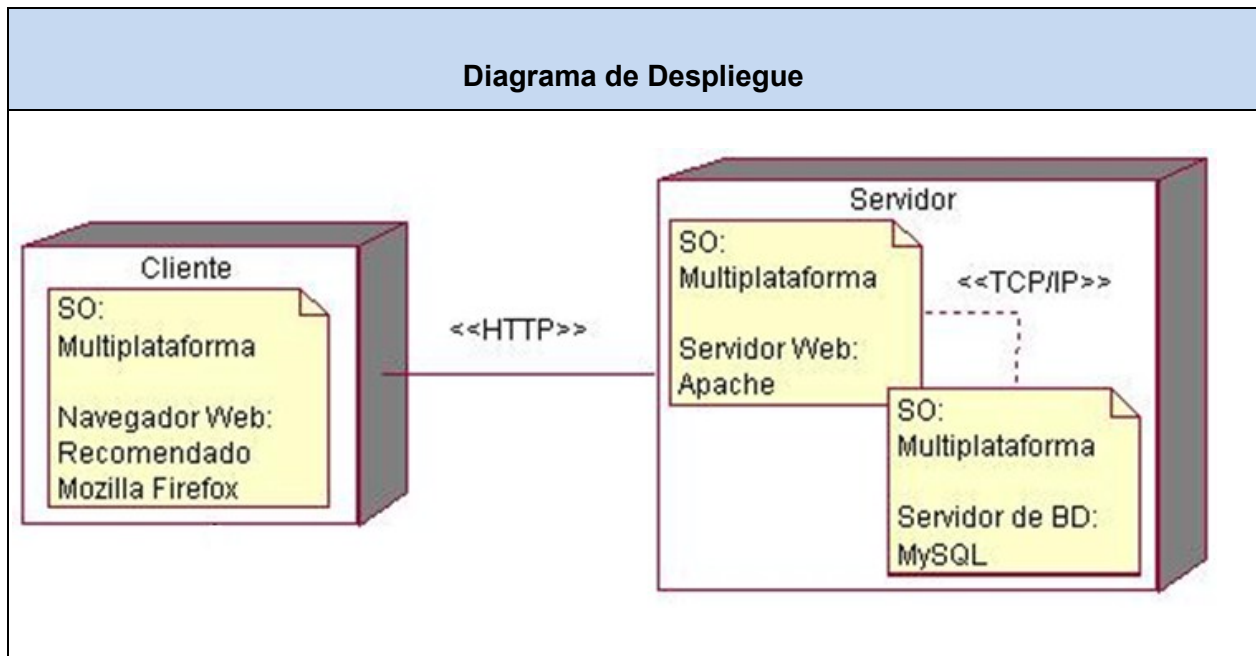 Diagrama de Despliegue
Cliente
SO:
Multiplataforma
Navegador Web:
Recomendado
Mozilla Firefox
<<HTTP>>
Servidor
SO:
Multiplataforma
Servidor Web:
Apache
<<TCP/IP>>
SO:
Multiplataforma
Servidor de BD:
MySQL